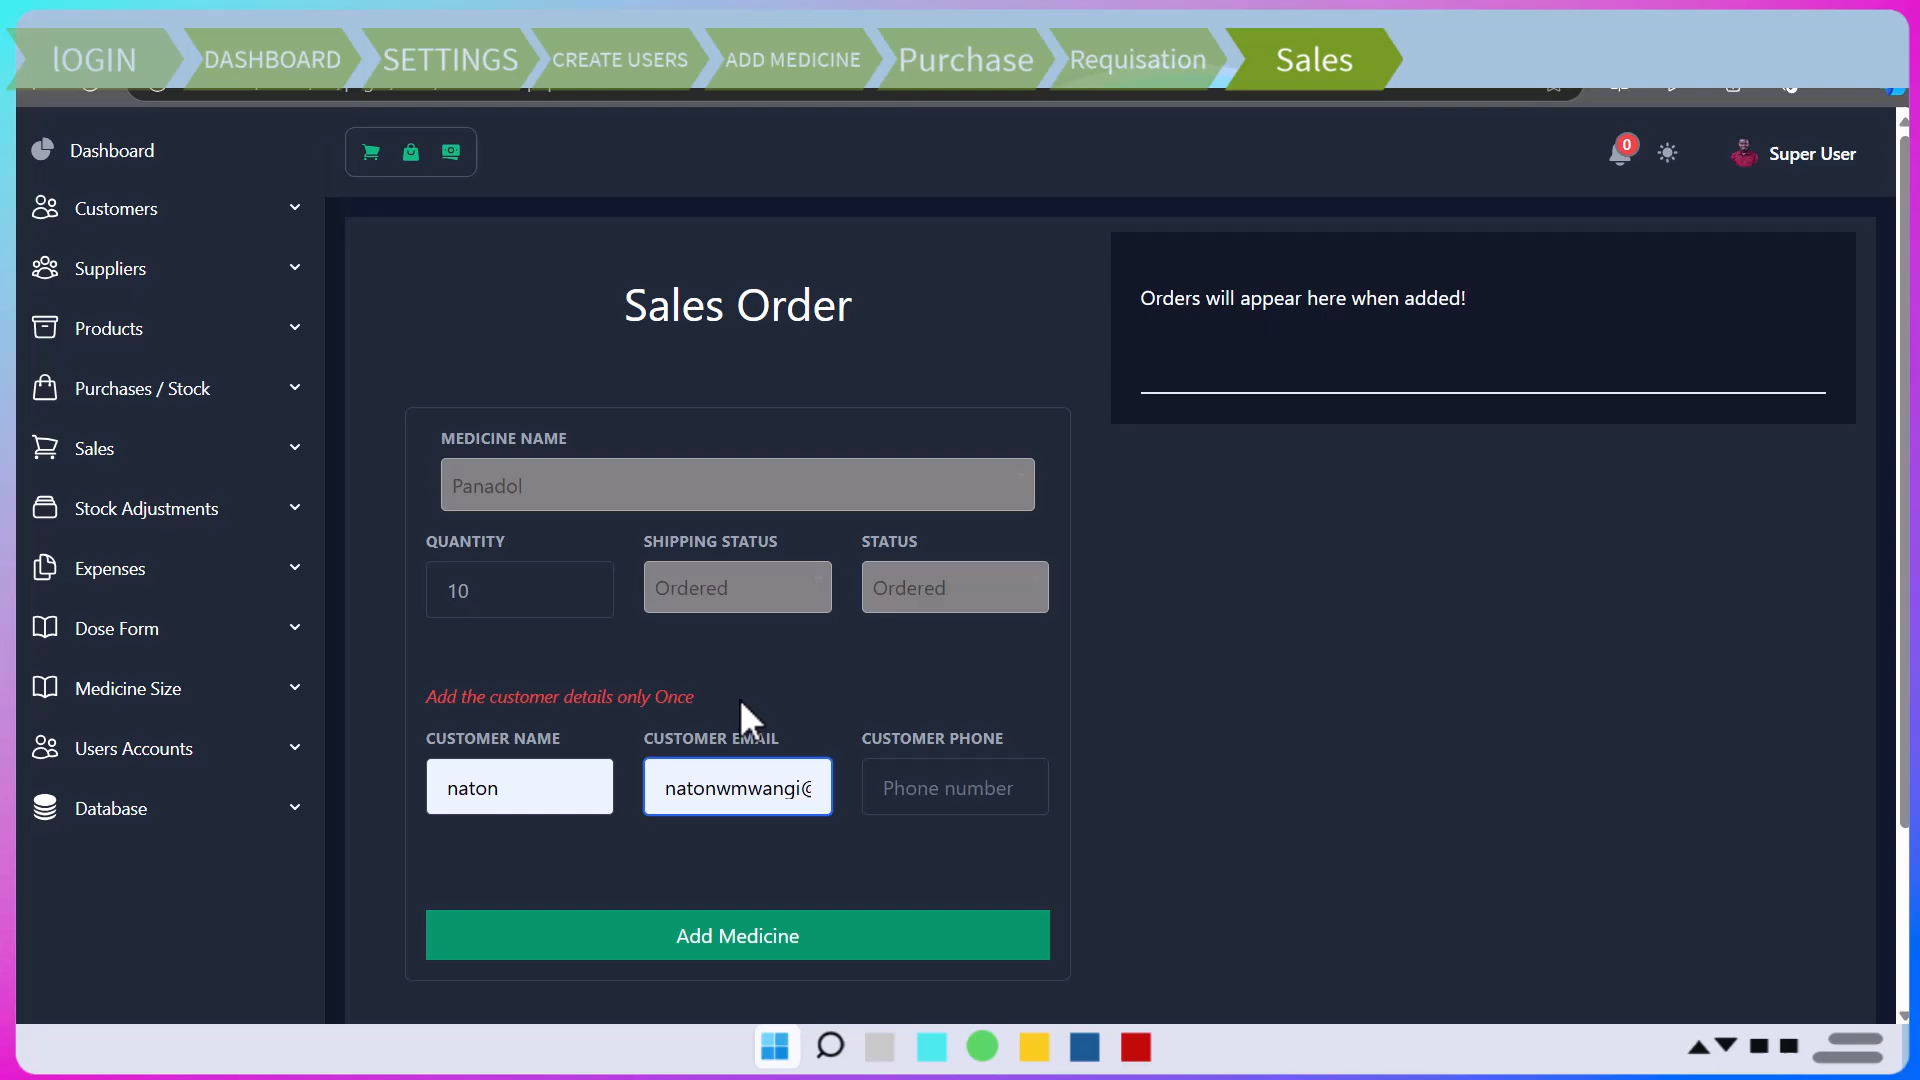 lOGIN
DASHBOARD
SETTINGS
CREATE USERS
ADD MEDICINE
Purchase
Requisation
Sales
Dashboard
Customers
Suppliers
Products
Purchases / Stock
Sales
Stock Adjustments
Expenses
Dose Form
Medicine Size
Users Accounts
Database
0
Super User
Sales Order
MEDICINE NAME
Panadol
QUANTITY
SHIPPING STATUS
STATUS
10
Ordered
Ordered
Add the customer details only Once
CUSTOMER NAME
CUSTOMER EMAIL
CUSTOMER PHONE
naton
natonwmwangi@
Phone number
Add Medicine
Orders will appear here when added!